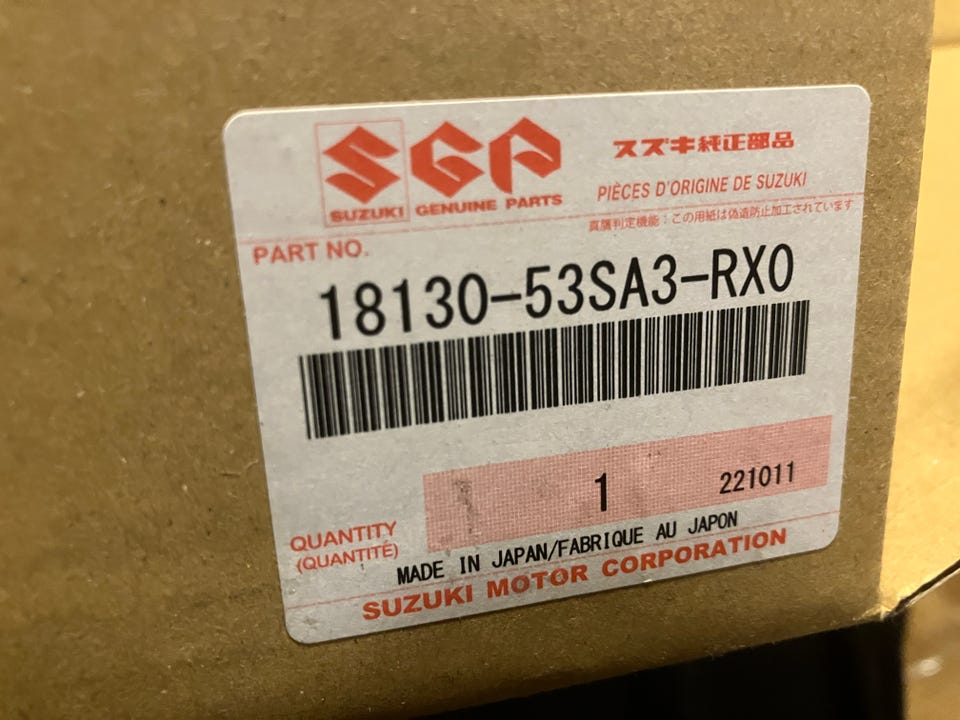 SGP
スズキ純正部品
SUZUKI GENUINE PARTS
PIÈCES D'ORIGINE DE SUZUKI
真贋判定機能：この用紙は偽造防止加工されています
PART NO.
18130-53SA3-RX0
1
221011
QUANTITY
(QUANTITÉ)
MADE IN JAPAN/FABRIQUE AU JAPON
SUZUKI MOTOR CORPORATION